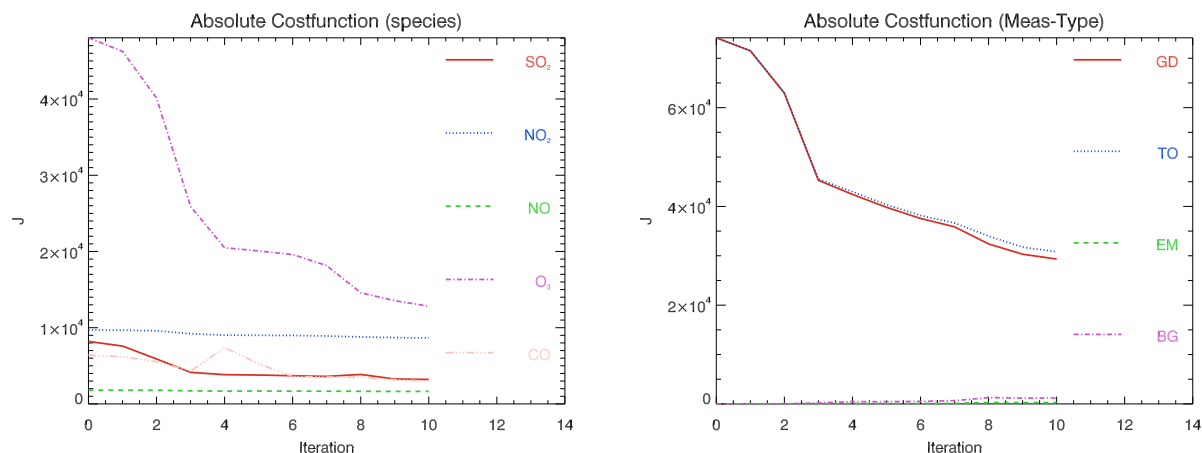 Absolute Costfunction (species)
J
4×10⁴
3×10⁴
2×10⁴
1×10⁴
0
0 2 4 6 8 10 12 14
Iteration
SO₂
NO₂
NO
O₃
CO
Absolute Costfunction (Meas-Type)
J
6×10⁴
4×10⁴
2×10⁴
0
0 2 4 6 8 10 12 14
Iteration
GD
TO
EM
BG